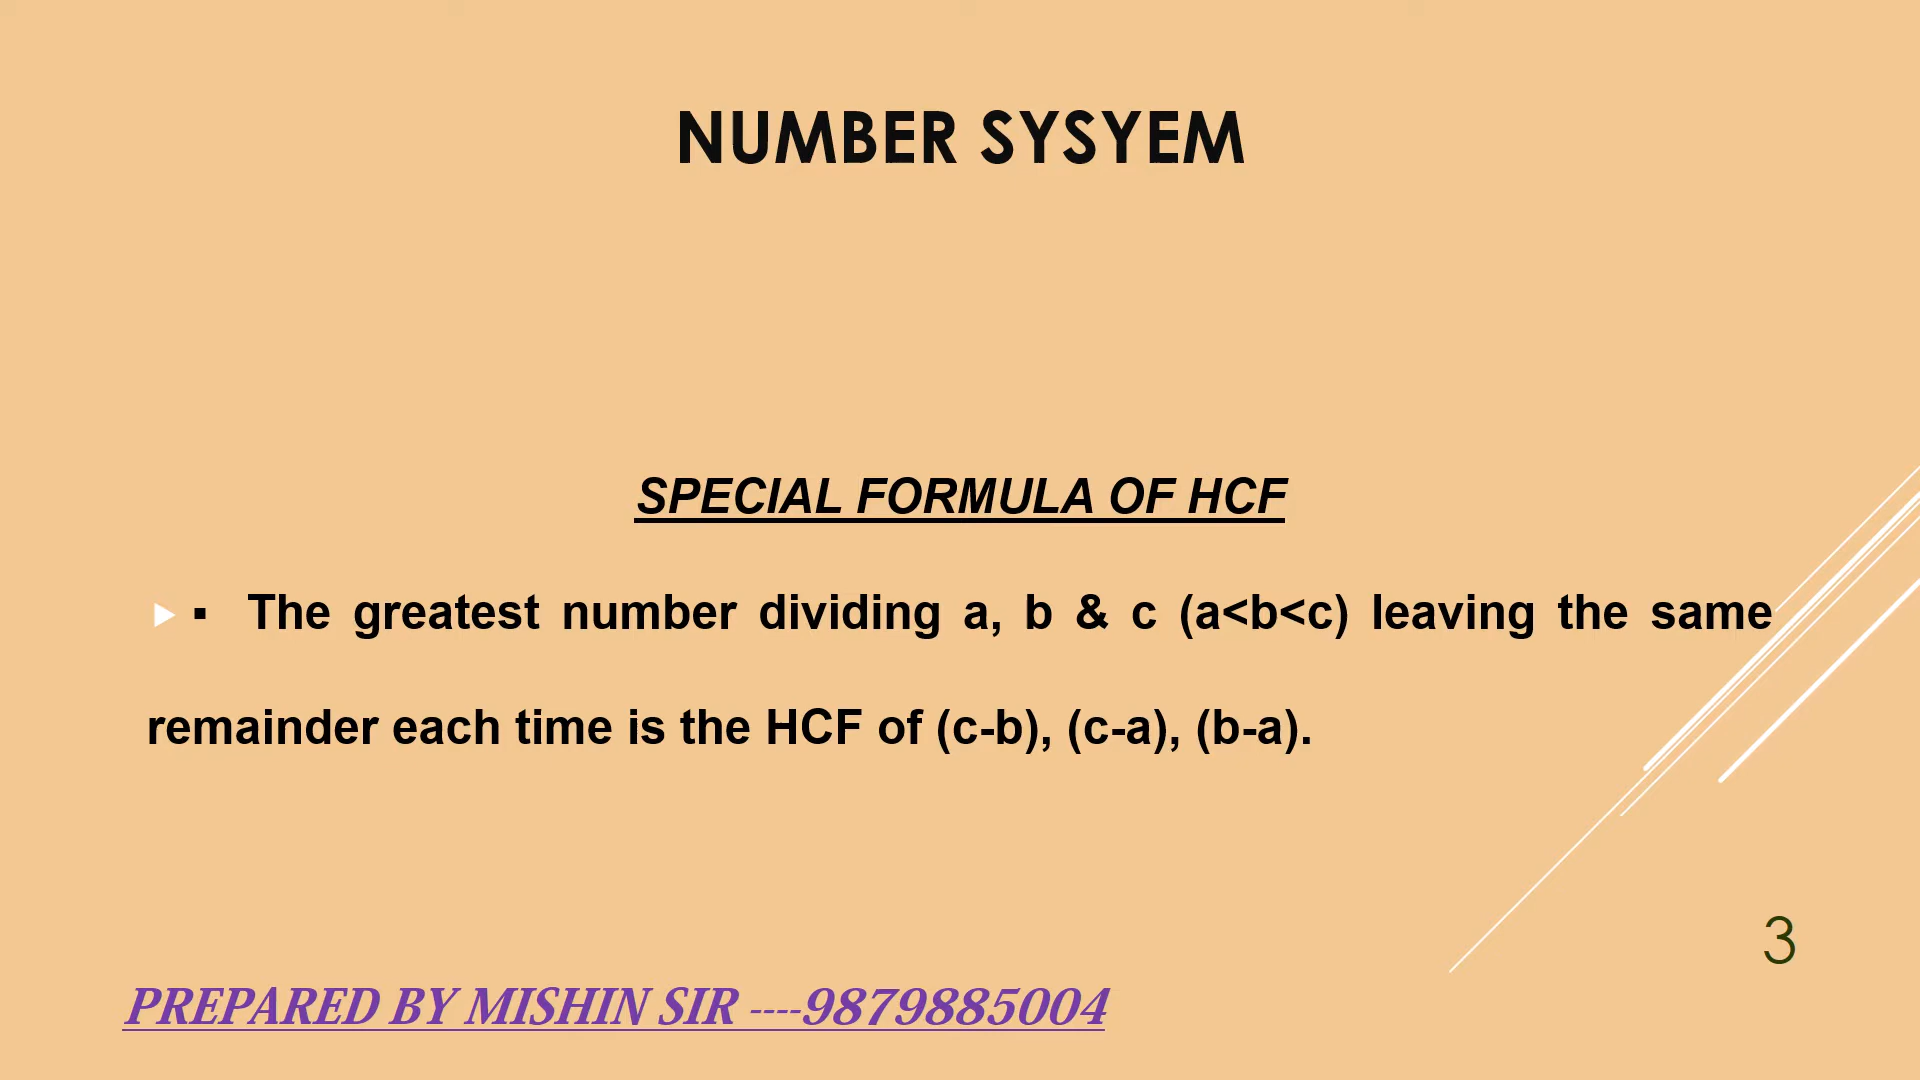 NUMBER SYSYEM
SPECIAL FORMULA OF HCF
▪ The greatest number dividing a, b & c (a<b<c) leaving the same
remainder each time is the HCF of (c-b), (c-a), (b-a).
3
PREPARED BY MISHIN SIR ----9879885004